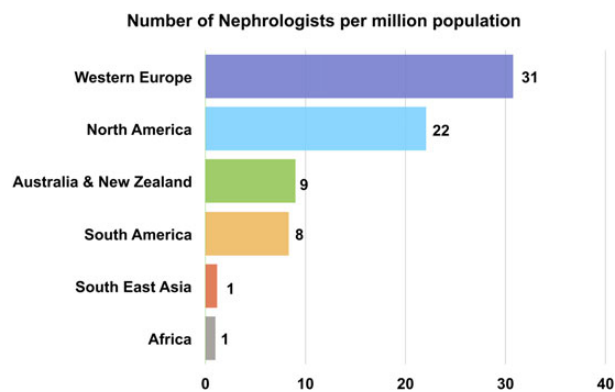 Number of Nephrologists per million population
Western Europe 31
North America 22
Australia & New Zealand 9
South America 8
South East Asia 1
Africa 1
0 10 20 30 40